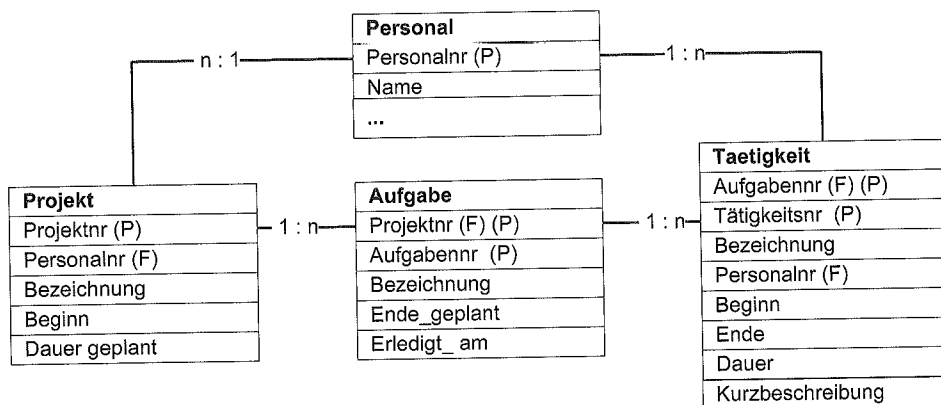 Personal
Personalnr (P)
Name
...
n : 1
1 : n
Projekt
Projektnr (P)
Personalnr (F)
Bezeichnung
Beginn
Dauer geplant
1 : n
Aufgabe
Projektnr (F) (P)
Aufgabennr (P)
Bezeichnung
Ende_geplant
Erledigt_ am
1 : n
Taetigkeit
Aufgabennr (F) (P)
Tätigkeitsnr (P)
Bezeichnung
Personalnr (F)
Beginn
Ende
Dauer
Kurzbeschreibung